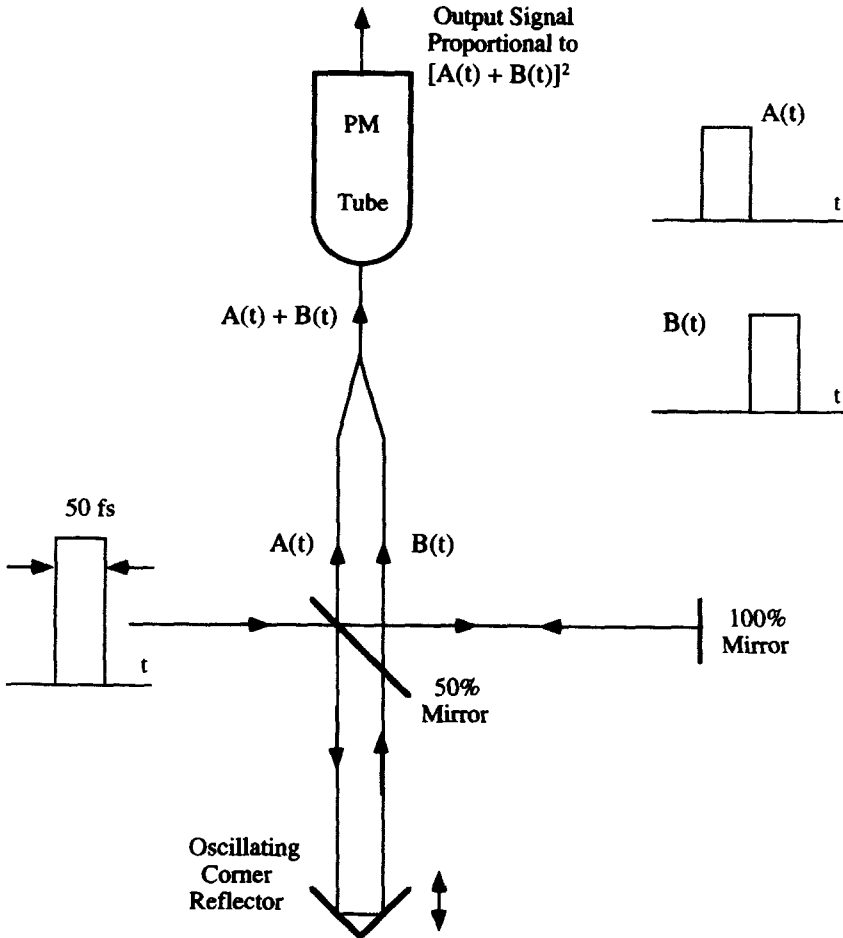 Output Signal
Proportional to
[A(t) + B(t)]²
PM
Tube
A(t)
t
A(t) + B(t)
B(t)
t
50 fs
t
A(t)
B(t)
100%
Mirror
50%
Mirror
Oscillating
Corner
Reflector